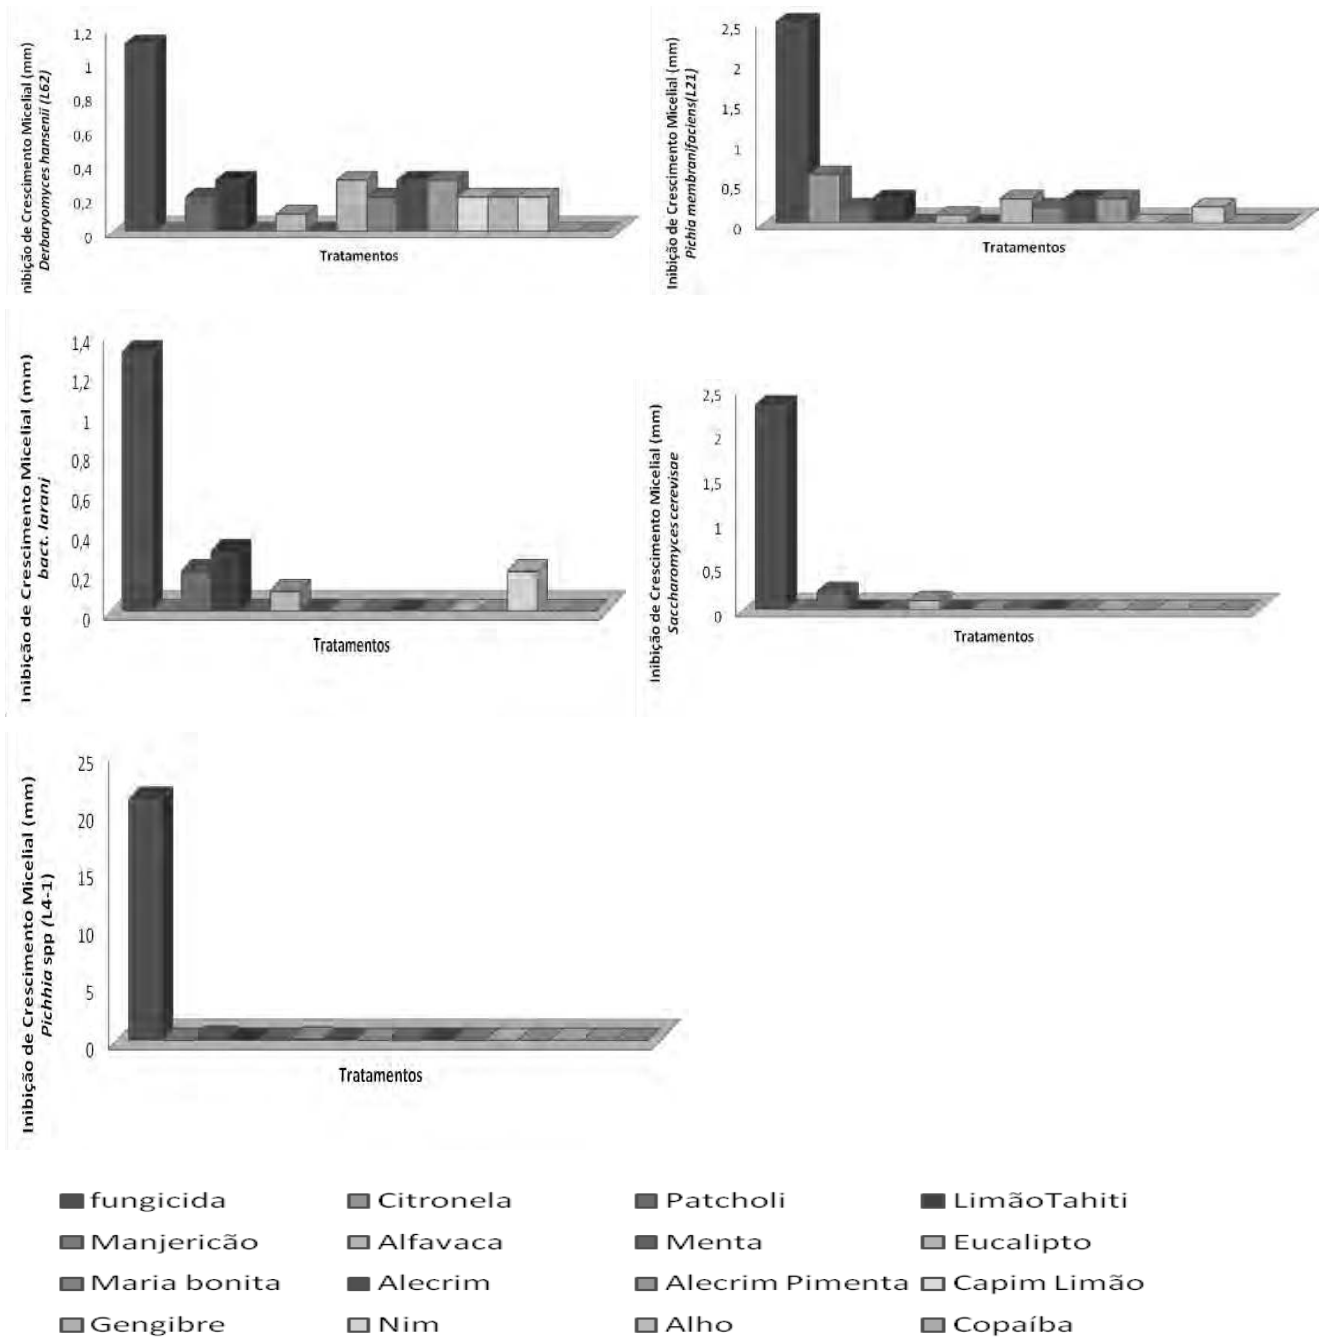 nibição de Crescimento Micelial (mm)
Derbaryomyces hansenii (L62)
1,2
1
0,8
0,6
0,4
0,2
0
Tratamentos
Inibição de Crescimento Micelial (mm)
Pichia membranifaciens(L21)
2,5
2
1,5
1
0,5
0
Tratamentos
Inibição de Crescimento Micelial (mm)
bact. laranj
1,4
1,2
1
0,8
0,6
0,4
0,2
0
Tratamentos
Inibição de Crescimento Micelial (mm)
Saccharomyces cerevisae
2,5
2
1,5
1
0,5
0
Tratamentos
Inibição de Crescimento Micelial (mm)
Pichhia spp (L4-1)
25
20
15
10
5
0
Tratamentos
fungicida Citronela Patcholi LimãoTahiti
Manjericão Alfavaca Menta Eucalipto
Maria bonita Alecrim Alecrim Pimenta Capim Limão
Gengibre Nim Alho Copaíba